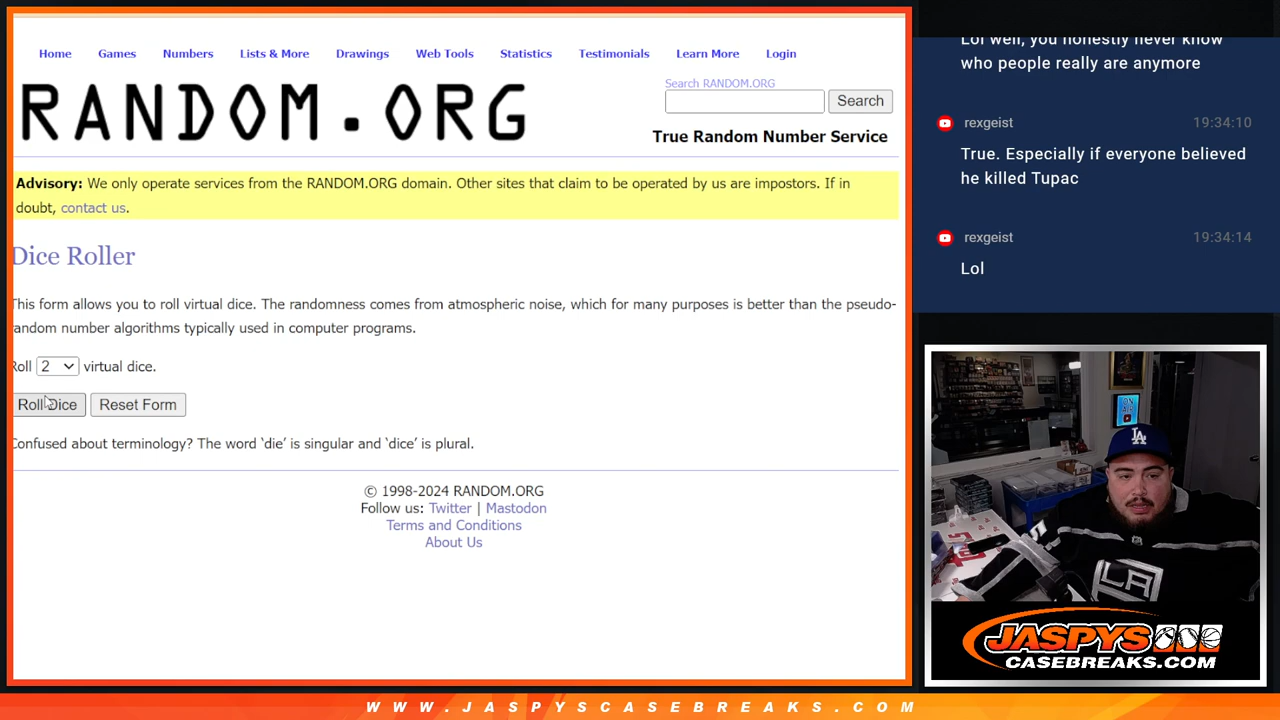 Home Games Numbers Lists & More Drawings Web Tools Statistics Testimonials Learn More Login
RANDOM.ORG
Search RANDOM.ORG
Search
True Random Number Service
Advisory: We only operate services from the RANDOM.ORG domain. Other sites that claim to be operated by us are impostors. If in
doubt, contact us.
Dice Roller
This form allows you to roll virtual dice. The randomness comes from atmospheric noise, which for many purposes is better than the pseudo-
random number algorithms typically used in computer programs.
Roll 2 virtual dice.
Roll Dice Reset Form
Confused about terminology? The word ‘die’ is singular and ‘dice’ is plural.
© 1998-2024 RANDOM.ORG
Follow us: Twitter | Mastodon
Terms and Conditions
About Us
Lol well, you honestly never know
who people really are anymore
rexgeist 19:34:10
True. Especially if everyone believed
he killed Tupac
rexgeist 19:34:14
Lol
ON
AIR
LA
LA
JASPYS
CASEBREAKS.COM
WWW.JASPYSCASEBREAKS.COM